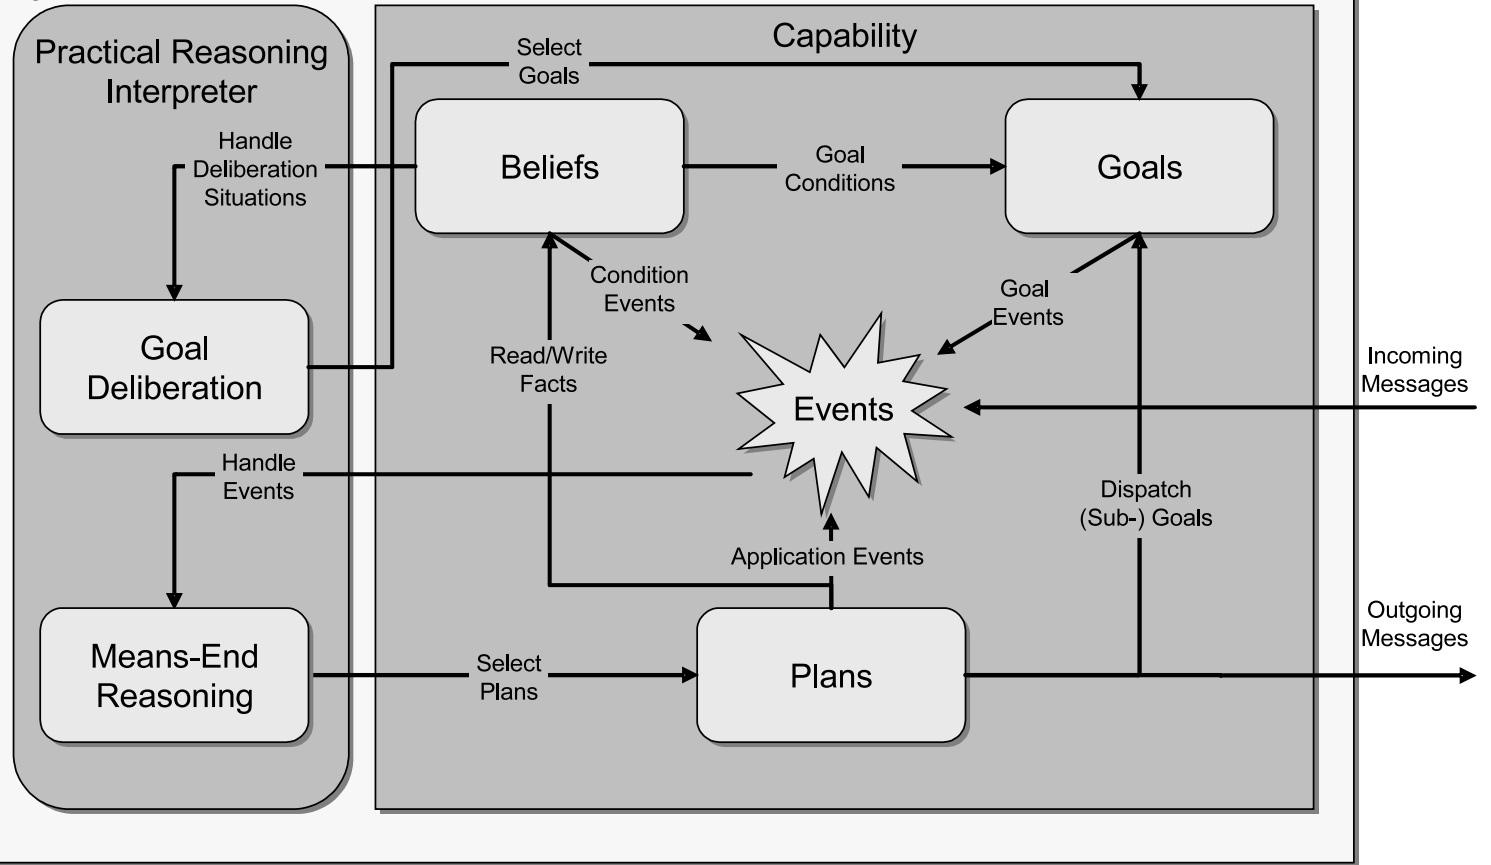 Practical Reasoning
Interpreter
Capability
Select
Goals
Handle
Deliberation
Situations
Beliefs
Goal
Conditions
Goals
Condition
Events
Goal
Events
Goal
Deliberation
Read/Write
Facts
Events
Incoming
Messages
Handle
Events
Dispatch
(Sub-) Goals
Application Events
Means-End
Reasoning
Select
Plans
Plans
Outgoing
Messages